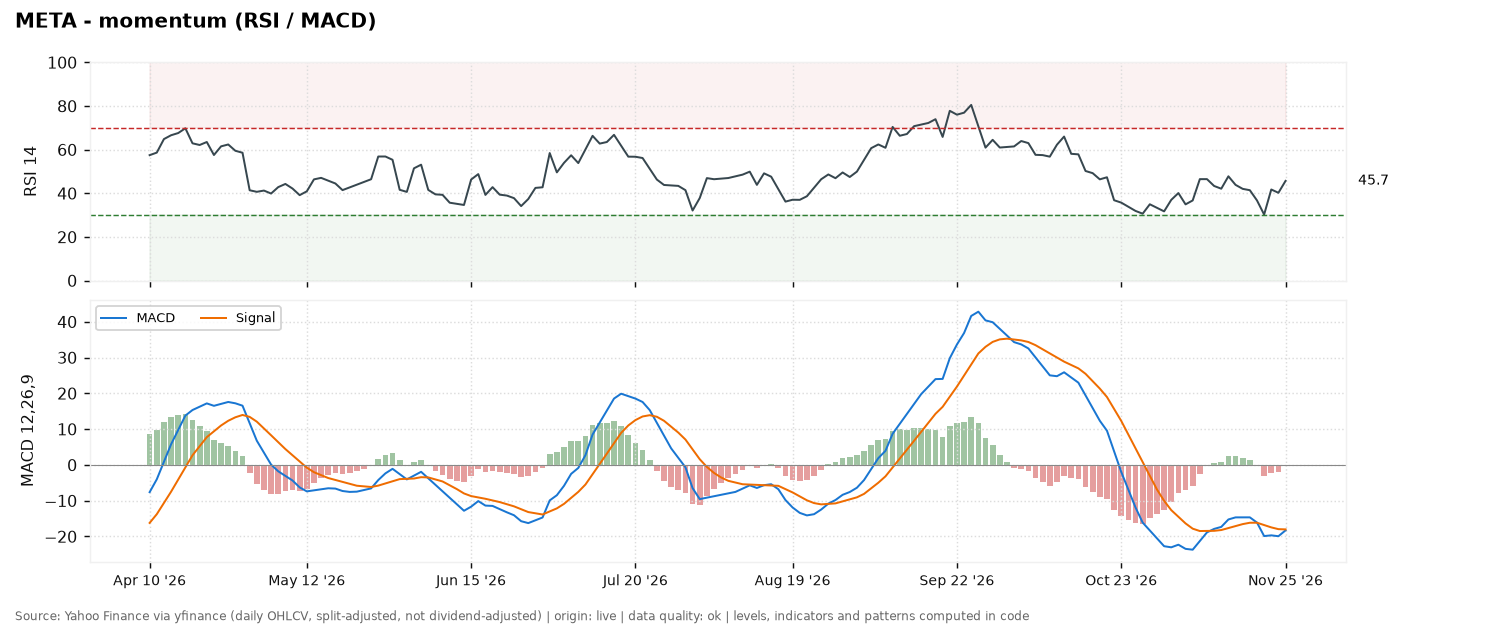 META - momentum (RSI / MACD)
100
80
60
40
20
0
RSI 14
45.7
MACD
Signal
40
30
20
10
0
−10
−20
MACD 12,26,9
Apr 10 '26
May 12 '26
Jun 15 '26
Jul 20 '26
Aug 19 '26
Sep 22 '26
Oct 23 '26
Nov 25 '26
Source: Yahoo Finance via yfinance (daily OHLCV, split-adjusted, not dividend-adjusted) | origin: live | data quality: ok | levels, indicators and patterns computed in code